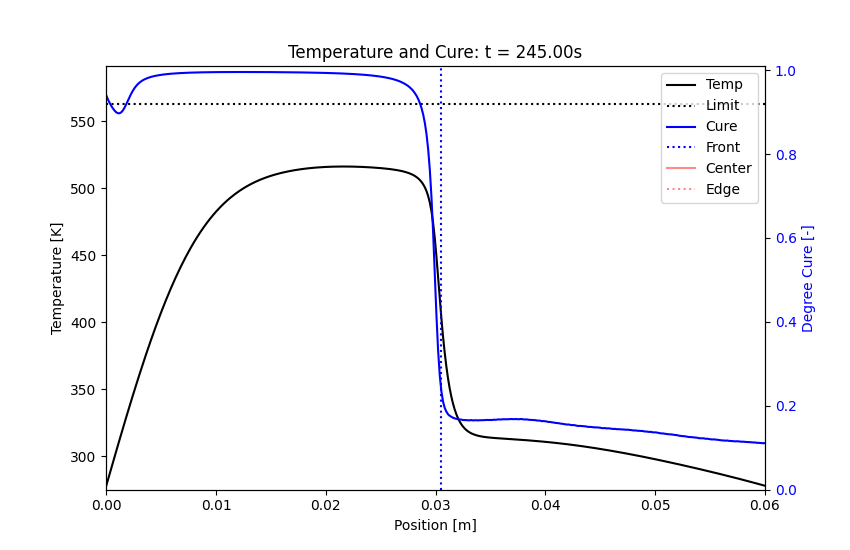 Temperature and Cure: t = 245.00s
Temp
Limit
Cure
Front
Center
Edge
550
500
450
400
350
300
Temperature [K]
1.0
0.8
0.6
0.4
0.2
0.0
Degree Cure [-]
0.00 0.01 0.02 0.03 0.04 0.05 0.06
Position [m]